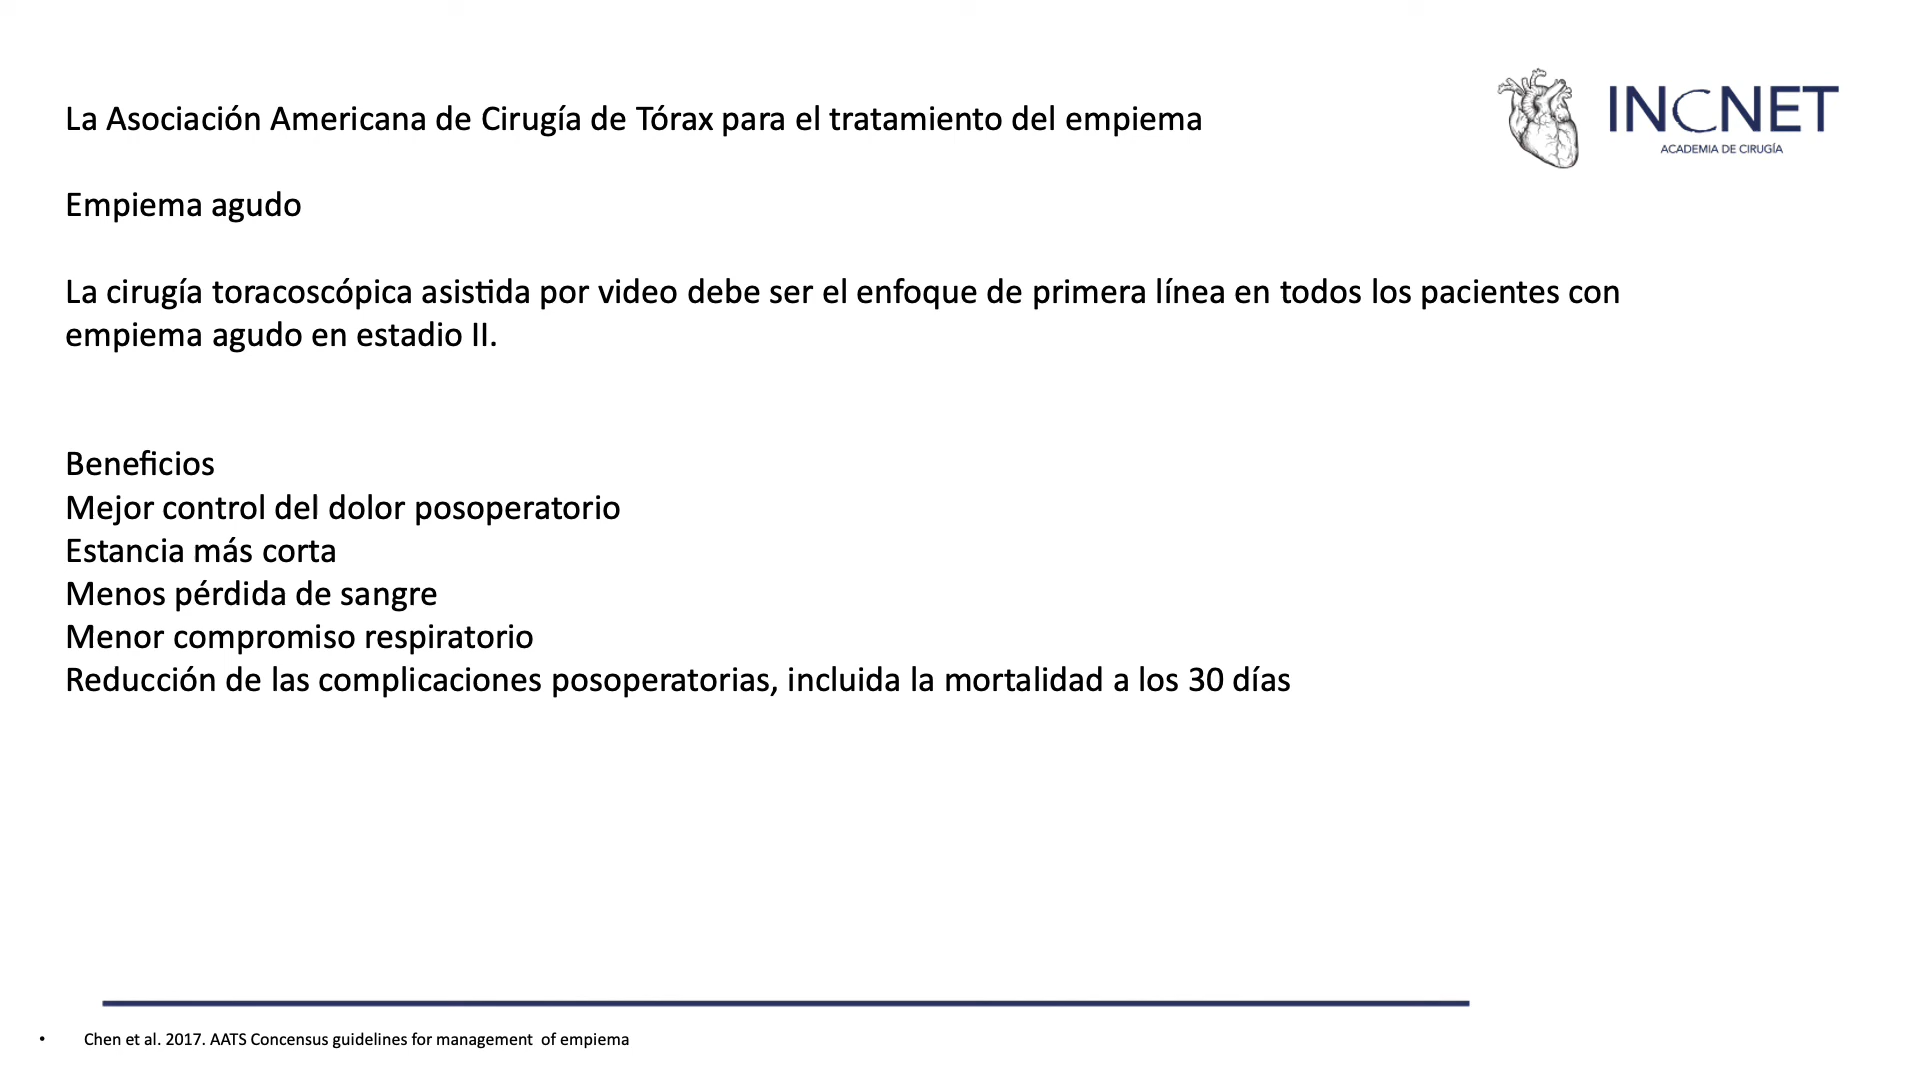 La Asociación Americana de Cirugía de Tórax para el tratamiento del empiema
INCNET
ACADEMIA DE CIRUGÍA
Empiema agudo
La cirugía toracoscópica asistida por video debe ser el enfoque de primera línea en todos los pacientes con
empiema agudo en estadio II.
Beneficios
Mejor control del dolor posoperatorio
Estancia más corta
Menos pérdida de sangre
Menor compromiso respiratorio
Reducción de las complicaciones posoperatorias, incluida la mortalidad a los 30 días
• Chen et al. 2017. AATS Concensus guidelines for management of empiema